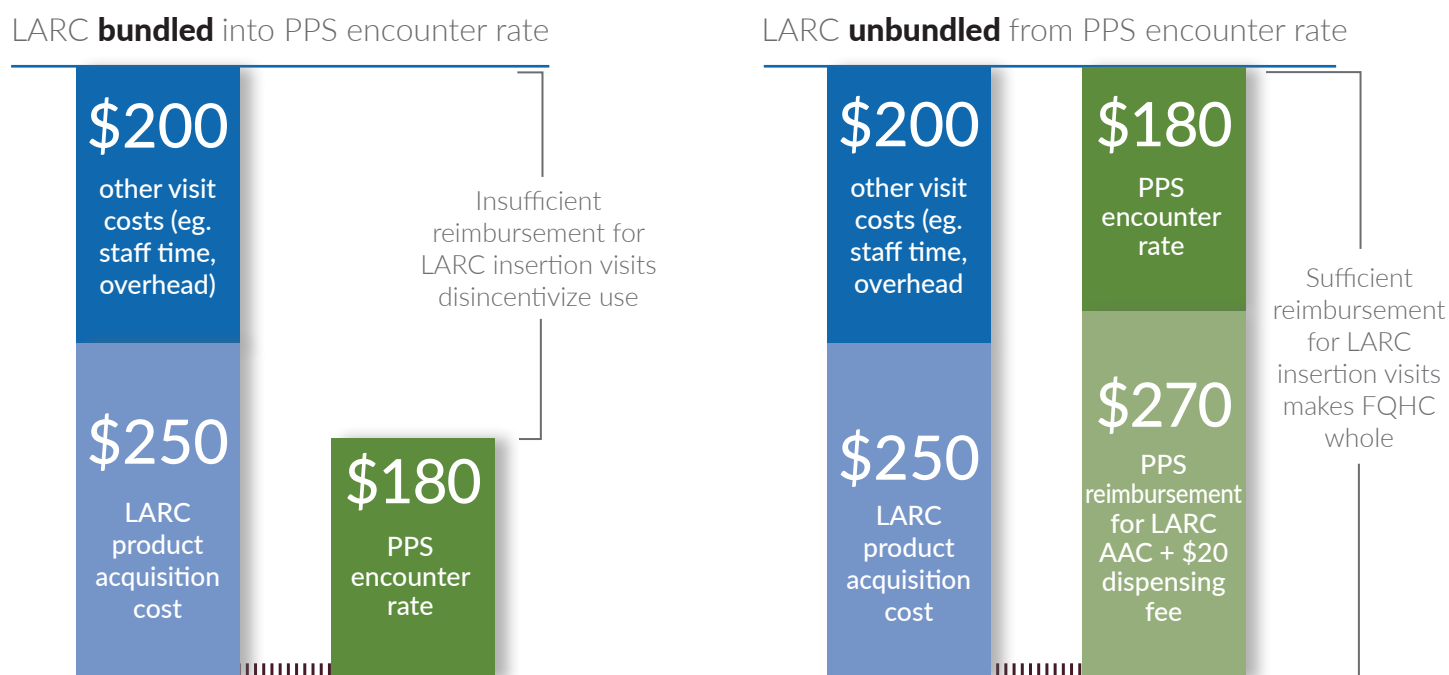 LARC bundled into PPS encounter rate
$200
other visit
costs (eg.
staff time,
overhead)
$250
LARC
product
acquisition
cost
Insufficient
reimbursement for
LARC insertion visits
disincentivize use
$180
PPS
encounter
rate
LARC unbundled from PPS encounter rate
$200
other visit
costs (eg.
staff time,
overhead
$250
LARC
product
acquisition
cost
$180
PPS
encounter
rate
$270
PPS
reimbursement
for LARC
AAC + $20
dispensing
fee
Sufficient
reimbursement
for LARC
insertion visits
makes FQHC
whole